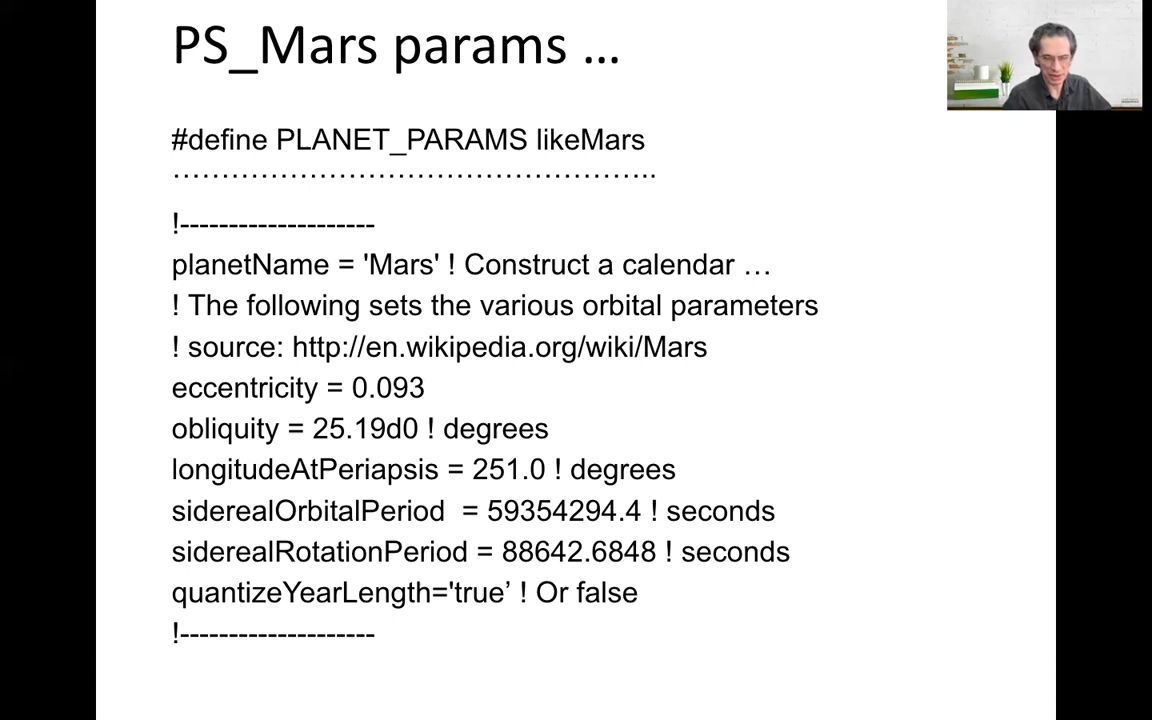 PS_Mars params …
#define PLANET_PARAMS likeMars
…………………………………………..
!--------------------
planetName = 'Mars' ! Construct a calendar …
! The following sets the various orbital parameters
! source: http://en.wikipedia.org/wiki/Mars
eccentricity = 0.093
obliquity = 25.19d0 ! degrees
longitudeAtPeriapsis = 251.0 ! degrees
siderealOrbitalPeriod  = 59354294.4 ! seconds
siderealRotationPeriod = 88642.6848 ! seconds
quantizeYearLength='true’ ! Or false
!--------------------